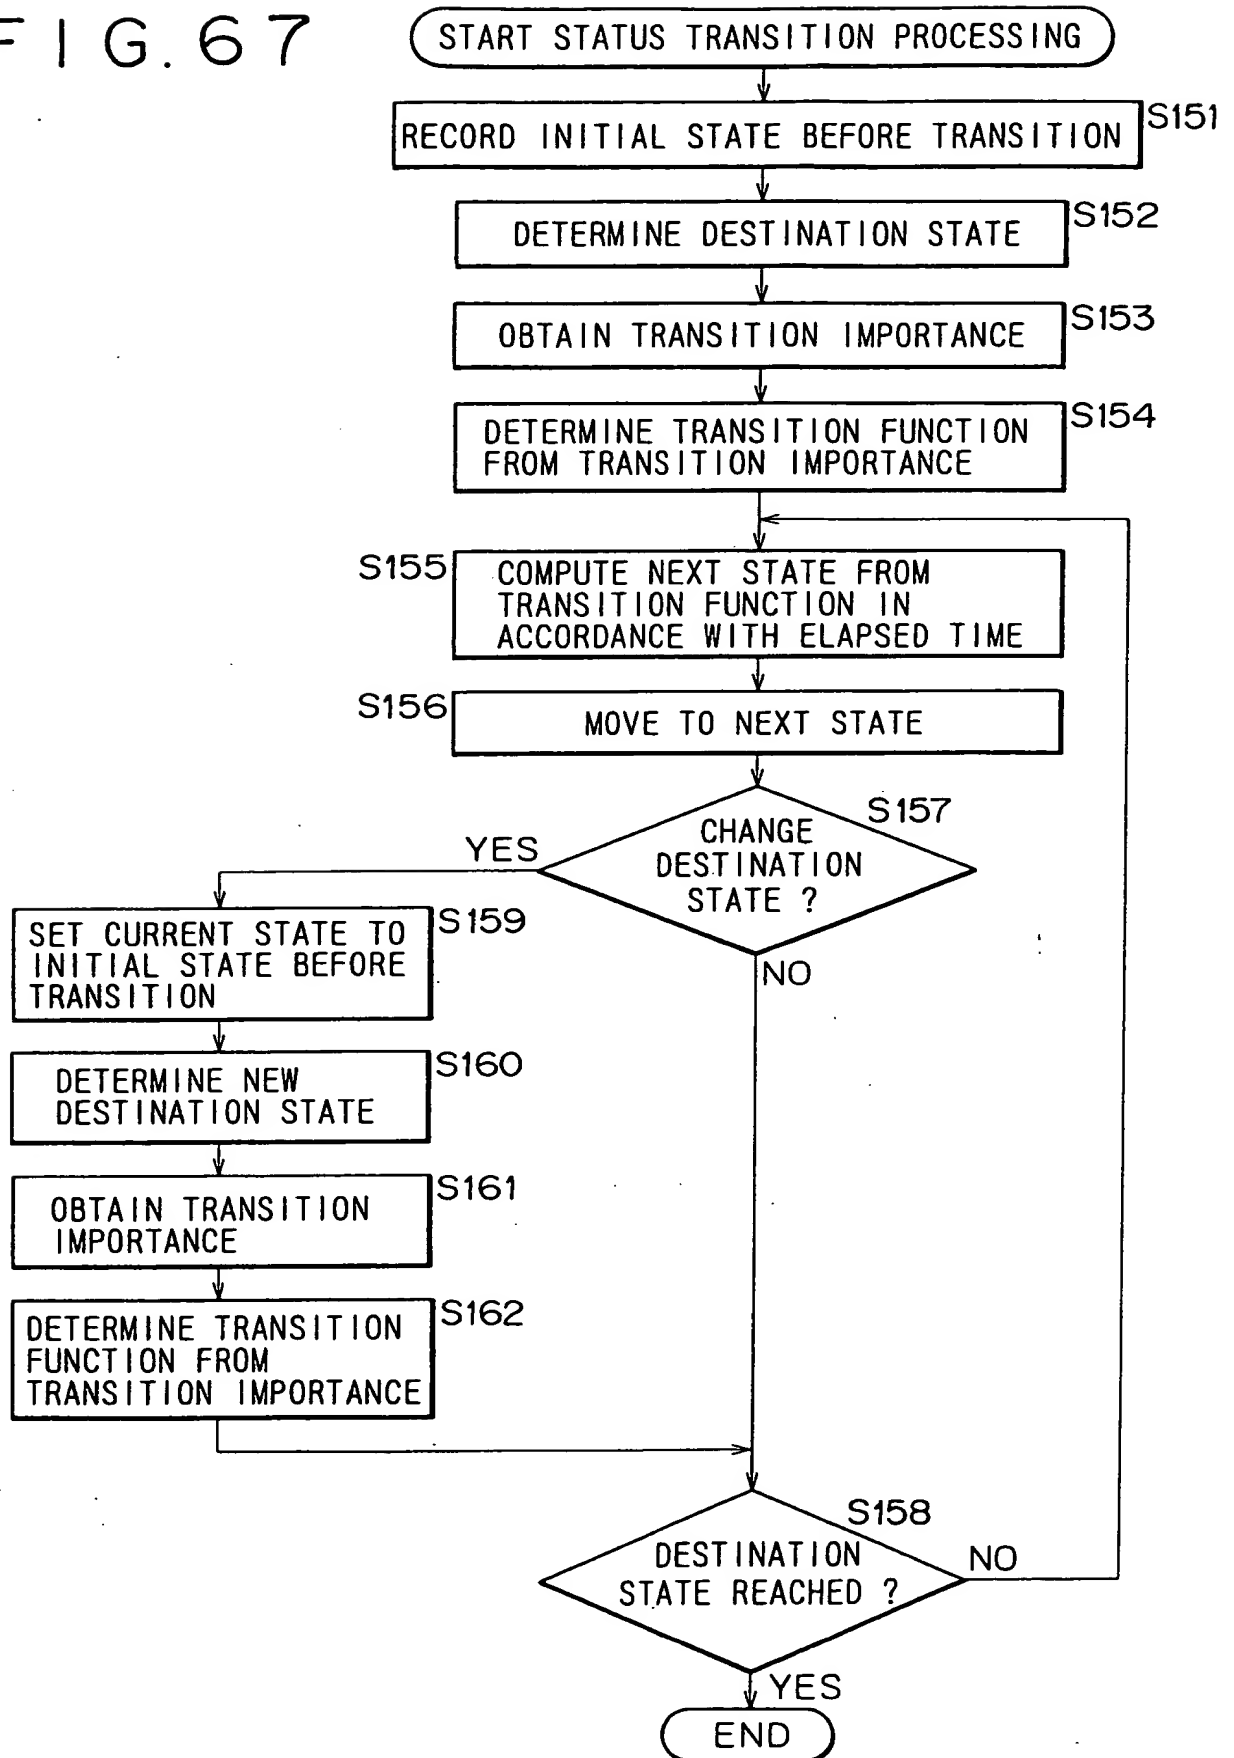 FIG. 67
START STATUS TRANSITION PROCESSING
RECORD INITIAL STATE BEFORE TRANSITION
S151
DETERMINE DESTINATION STATE
S152
OBTAIN TRANSITION IMPORTANCE
S153
DETERMINE TRANSITION FUNCTION
FROM TRANSITION IMPORTANCE
S154
S155
COMPUTE NEXT STATE FROM
TRANSITION FUNCTION IN
ACCORDANCE WITH ELAPSED TIME
S156
MOVE TO NEXT STATE
S157
CHANGE
DESTINATION
STATE ?
YES
NO
SET CURRENT STATE TO
INITIAL STATE BEFORE
TRANSITION
S159
DETERMINE NEW
DESTINATION STATE
S160
OBTAIN TRANSITION
IMPORTANCE
S161
DETERMINE TRANSITION
FUNCTION FROM
TRANSITION IMPORTANCE
S162
S158
DESTINATION
STATE REACHED ?
NO
YES
END